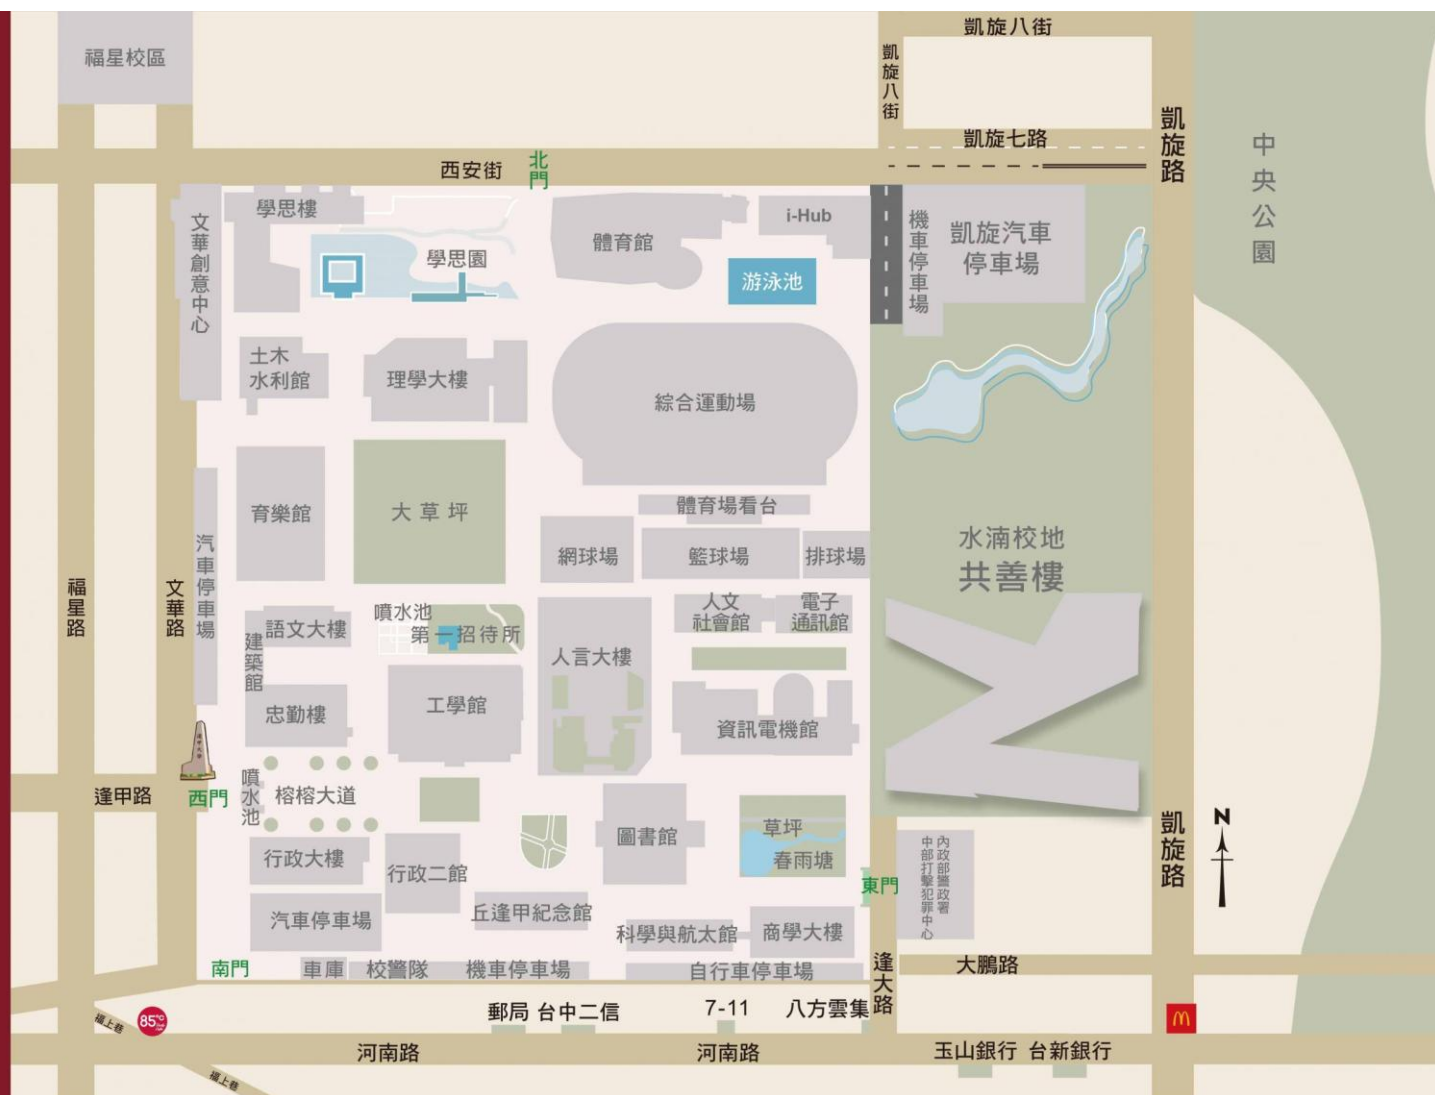 福星校區
凱旋八街
凱旋八街
凱旋七路
凱旋路
中央公園
西安街
北門
文華創意中心
學思樓
學思園
體育館
i-Hub
游泳池
機車停車場
凱旋汽車
停車場
土木
水利館
理學大樓
綜合運動場
育樂館
大草坪
體育場看台
網球場
籃球場
排球場
水湳校地
共善樓
汽車停車場
福星路
文華路
語文大樓
建築館
噴水池
第一招待所
人文
社會館
電子
通訊館
人言大樓
忠勤樓
工學館
資訊電機館
逢甲大學
逢甲路
西門
噴水池
榕榕大道
圖書館
草坪
春雨塘
凱旋路
N
行政大樓
行政二館
東門
內政部警政署
中部打擊犯罪中心
汽車停車場
丘逢甲紀念館
科學與航太館
商學大樓
南門
車庫
校警隊
機車停車場
自行車停車場
逢大路
大鵬路
福上巷
85°C
郵局
台中二信
7-11
八方雲集
河南路
河南路
玉山銀行
台新銀行
福上巷